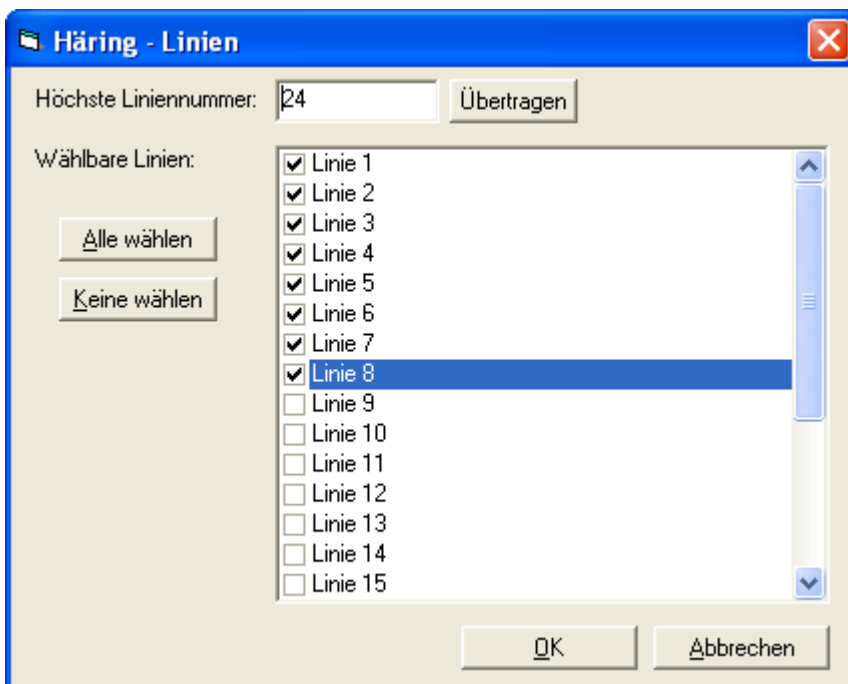 Häring - Linien
Höchste Liniennummer: 24 Übertragen
Wählbare Linien:
Alle wählen
Keine wählen
Linie 1
Linie 2
Linie 3
Linie 4
Linie 5
Linie 6
Linie 7
Linie 8
Linie 9
Linie 10
Linie 11
Linie 12
Linie 13
Linie 14
Linie 15
OK Abbrechen